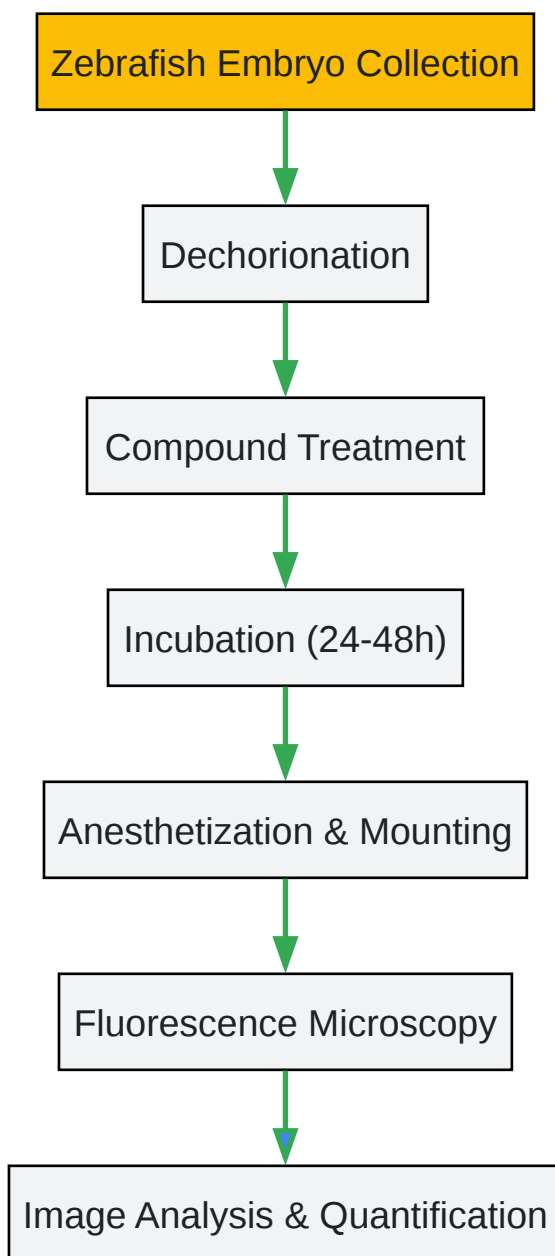 Zebrafish Embryo Collection
Dechorionation
Compound Treatment
Incubation (24-48h)
Anesthetization & Mounting
Fluorescence Microscopy
Image Analysis & Quantification